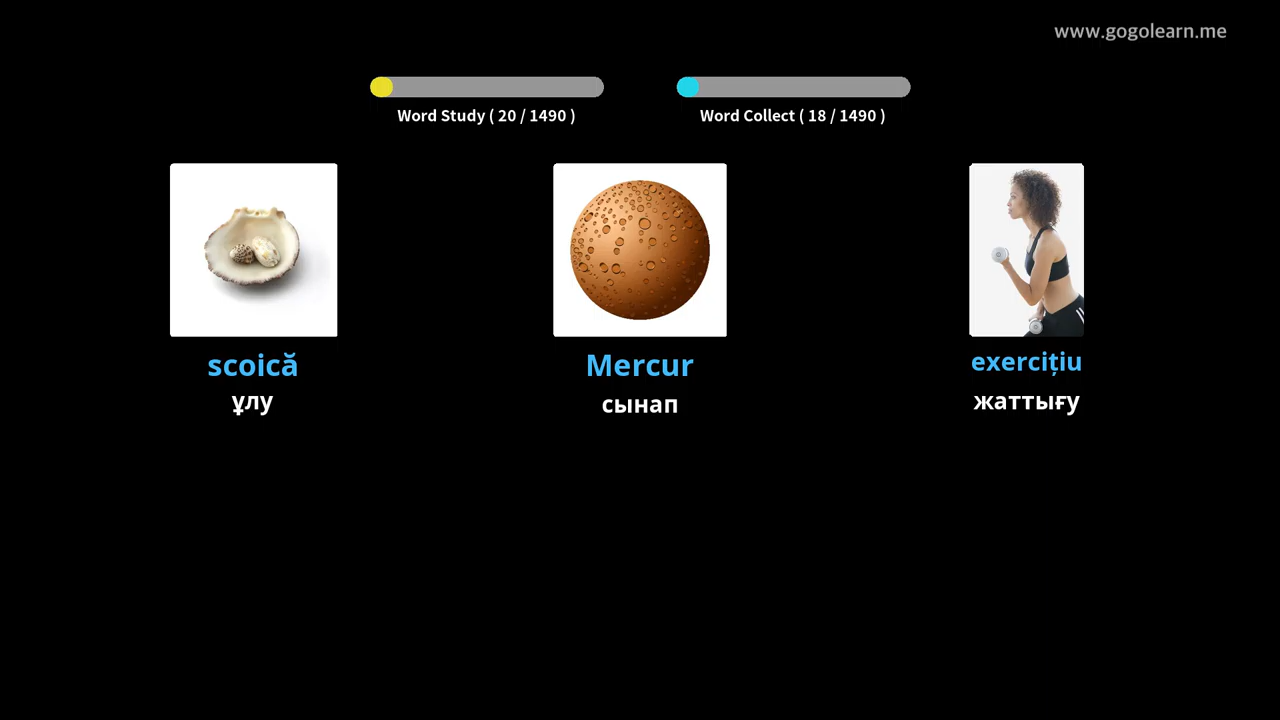 www.gogolearn.me
Word Study ( 20 / 1490 )
Word Collect ( 18 / 1490 )
scoică
ұлу
Mercur
сынап
exercițiu
жаттығу